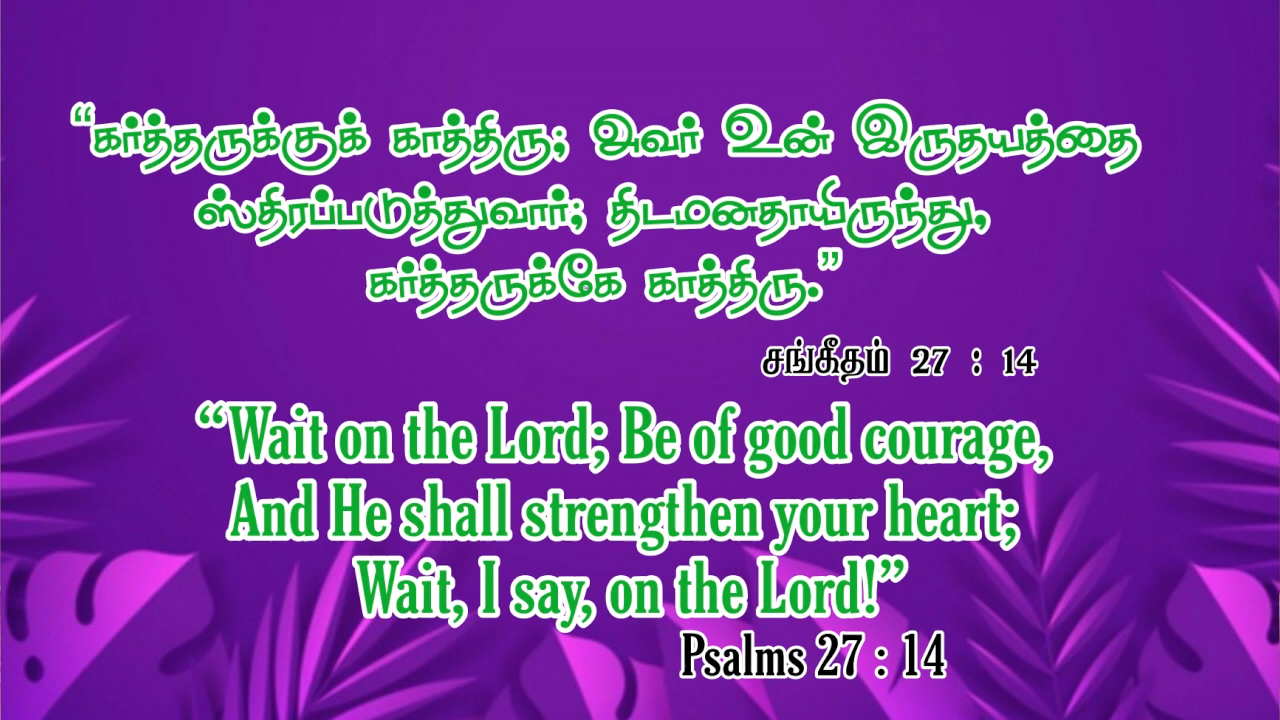 “கர்த்தருக்குக் காத்திரு; அவர் உன் இருதயத்தை
ஸ்திரப்படுத்துவார்; திடமனதாயிருந்து,
கர்த்தருக்கே காத்திரு.”
சங்கீதம் 27 : 14
“Wait on the Lord; Be of good courage,
And He shall strengthen your heart;
Wait, I say, on the Lord!”
Psalms 27 : 14